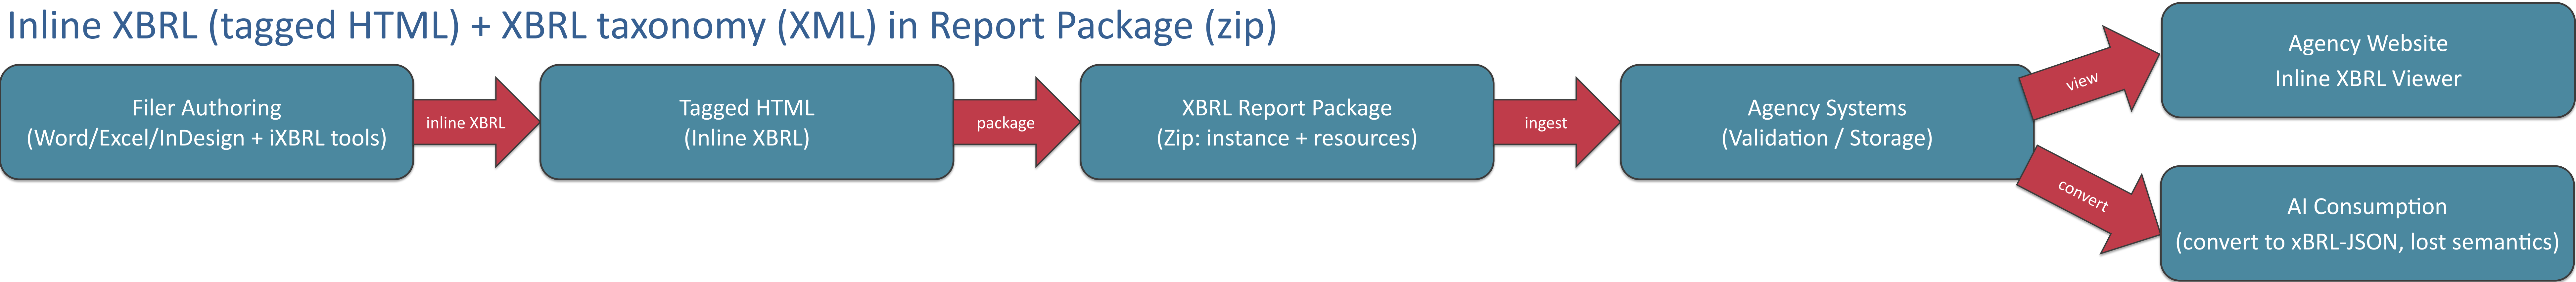 Inline XBRL (tagged HTML) + XBRL taxonomy (XML) in Report Package (zip)
Filer Authoring
(Word/Excel/InDesign + iXBRL tools)
inline XBRL
Tagged HTML
(Inline XBRL)
package
XBRL Report Package
(Zip: instance + resources)
ingest
Agency Systems
(Validation / Storage)
view
Agency Website
Inline XBRL Viewer
convert
AI Consumption
(convert to xBRL-JSON, lost semantics)